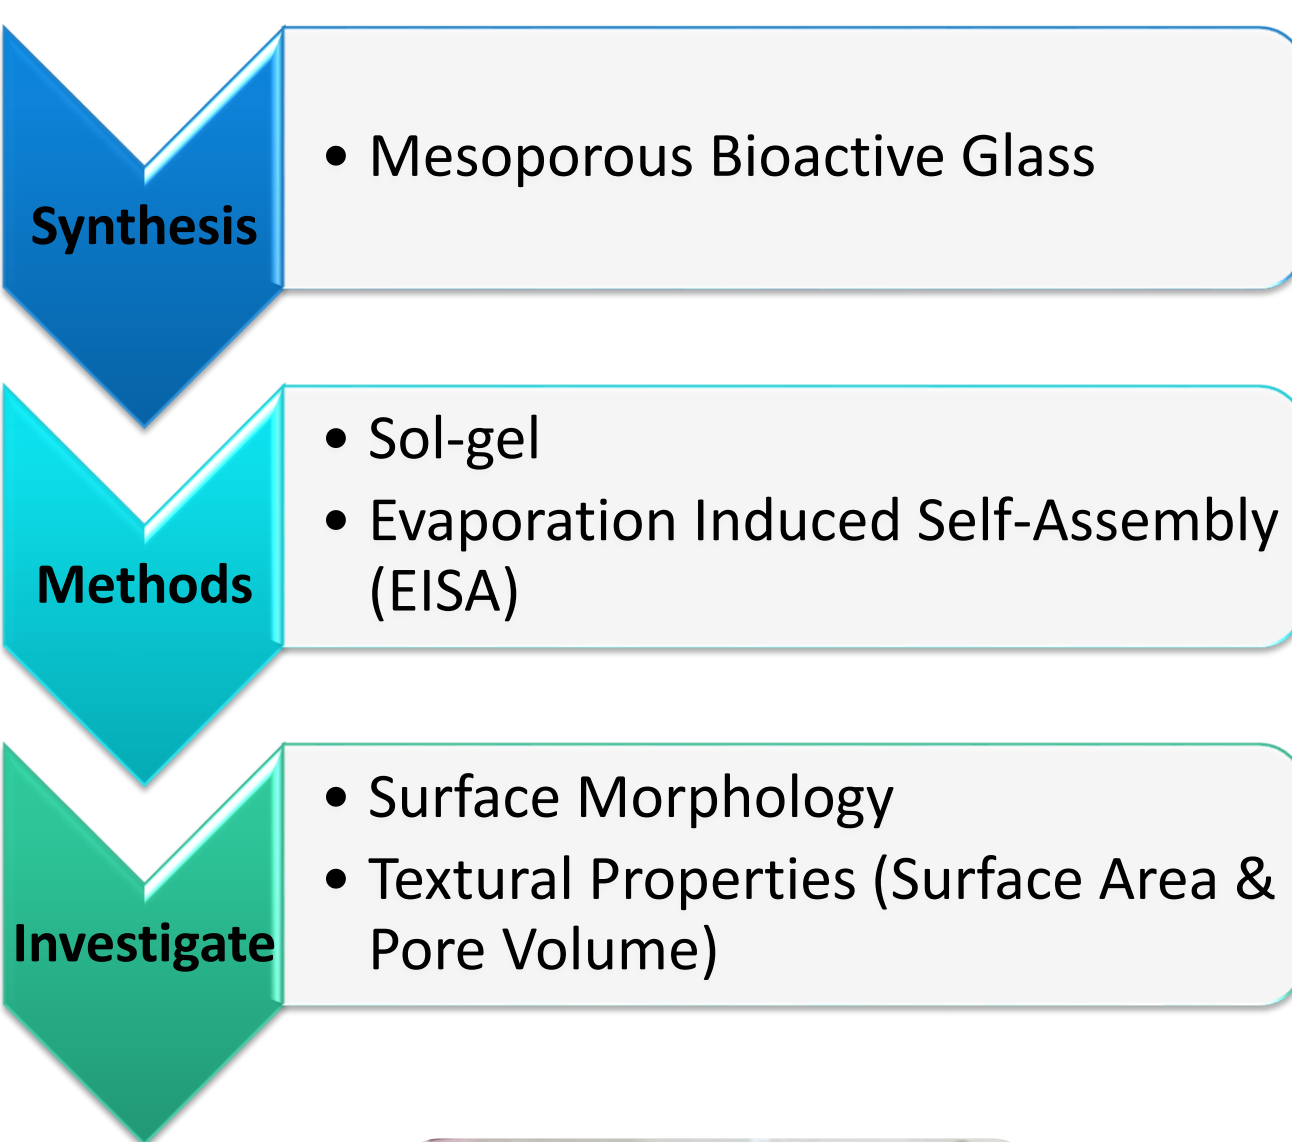 Synthesis
• Mesoporous Bioactive Glass
Methods
• Sol-gel
• Evaporation Induced Self-Assembly
(EISA)
Investigate
• Surface Morphology
• Textural Properties (Surface Area &
Pore Volume)